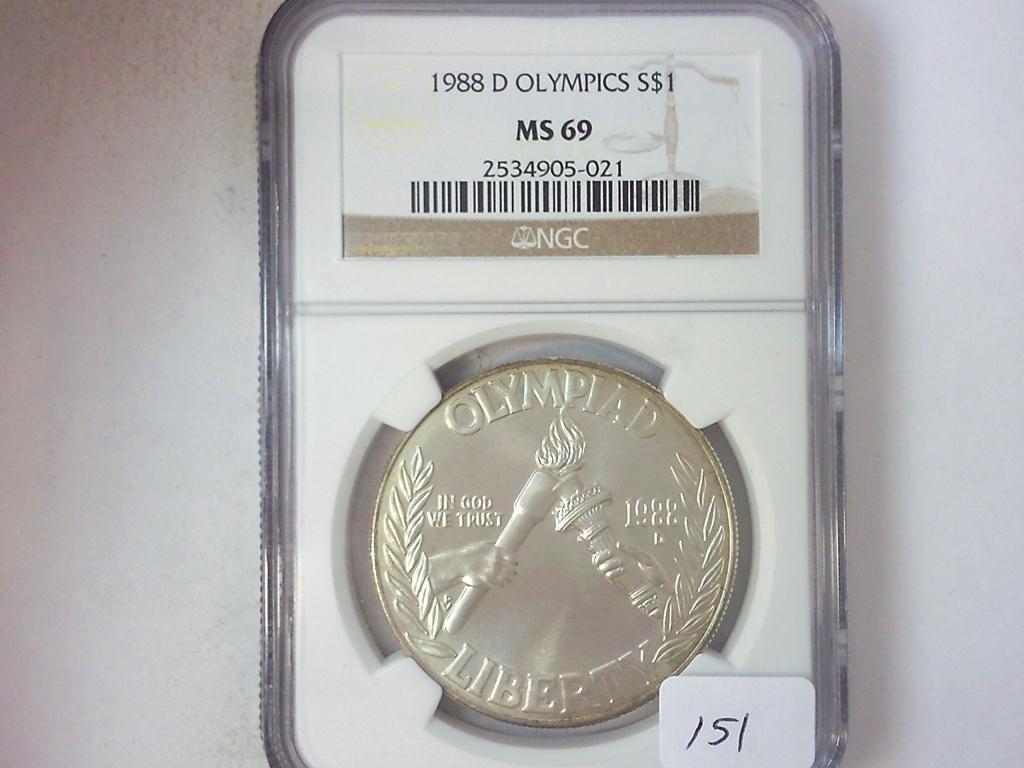 1988 D OLYMPICS S$1
MS 69
2534905-021
NGC
OLYMPIAD
IN GOD
WE TRUST
1988
D
LIBERTY
151